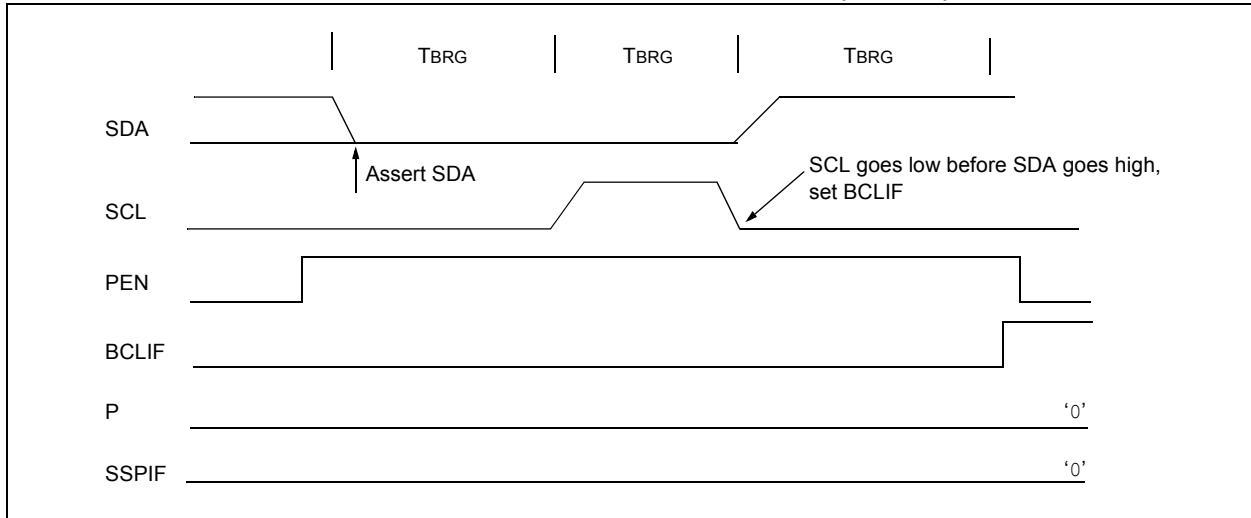 TBRG TBRG TBRG
SDA
Assert SDA
SCL goes low before SDA goes high,
set BCLIF
SCL
PEN
BCLIF
P
‘0’
SSPIF
‘0’